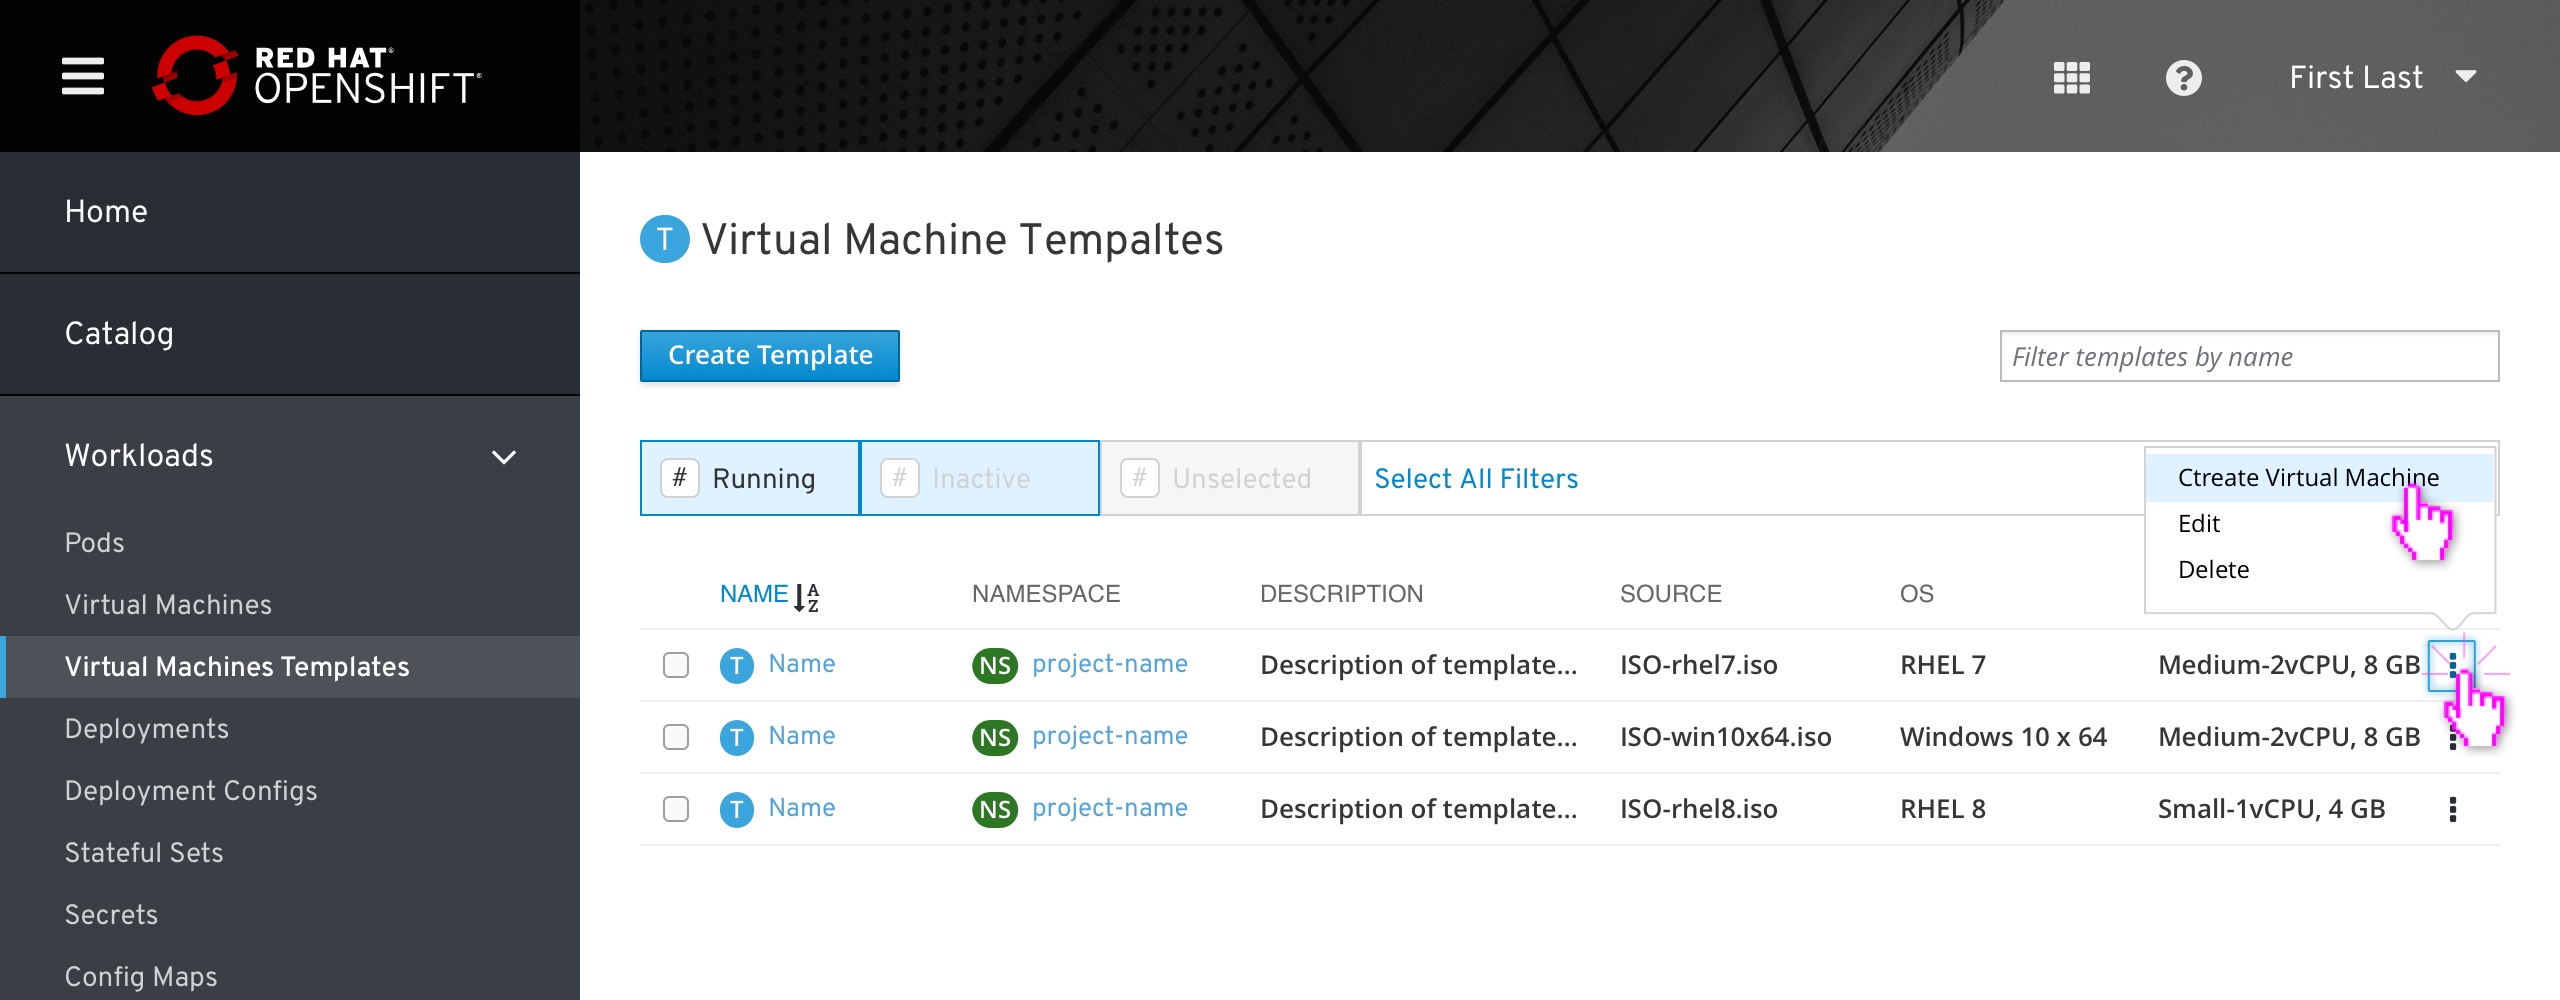 RED HAT®
OPENSHIFT®
First Last
Home
Catalog
Workloads
Pods
Virtual Machines
Virtual Machines Templates
Deployments
Deployment Configs
Stateful Sets
Secrets
Config Maps
T Virtual Machine Tempaltes
Create Template
Filter templates by name
# Running
# Inactive
# Unselected
Select All Filters
Ctreate Virtual Machine
Edit
Delete
NAME A Z NAMESPACE DESCRIPTION SOURCE OS
T Name NS project-name Description of template... ISO-rhel7.iso RHEL 7 Medium-2vCPU, 8 GB
T Name NS project-name Description of template... ISO-win10x64.iso Windows 10 x 64 Medium-2vCPU, 8 GB
T Name NS project-name Description of template... ISO-rhel8.iso RHEL 8 Small-1vCPU, 4 GB